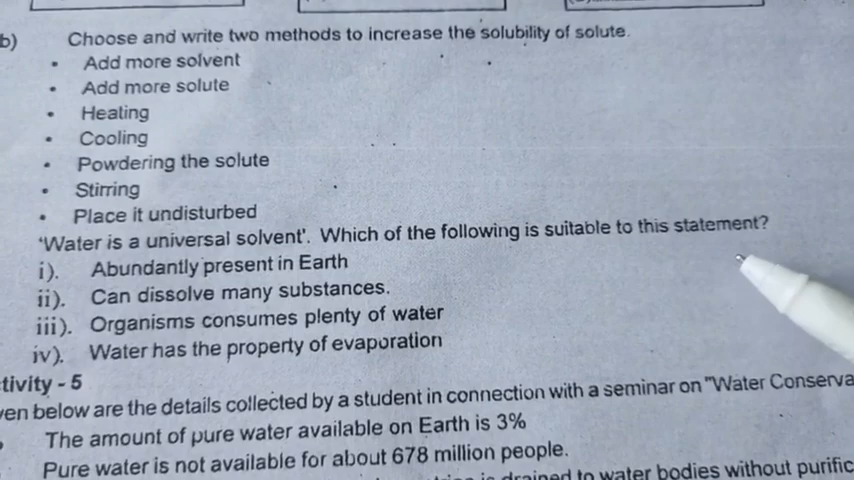 b) Choose and write two methods to increase the solubility of solute.
• Add more solvent
• Add more solute
• Heating
• Cooling
• Powdering the solute
• Stirring
• Place it undisturbed
'Water is a universal solvent'. Which of the following is suitable to this statement?
i). Abundantly present in Earth
ii). Can dissolve many substances.
iii). Organisms consumes plenty of water
iv). Water has the property of evaporation
tivity - 5
ven below are the details collected by a student in connection with a seminar on "Water Conserva
The amount of pure water available on Earth is 3%
Pure water is not available for about 678 million people.
is drained to water bodies without purific